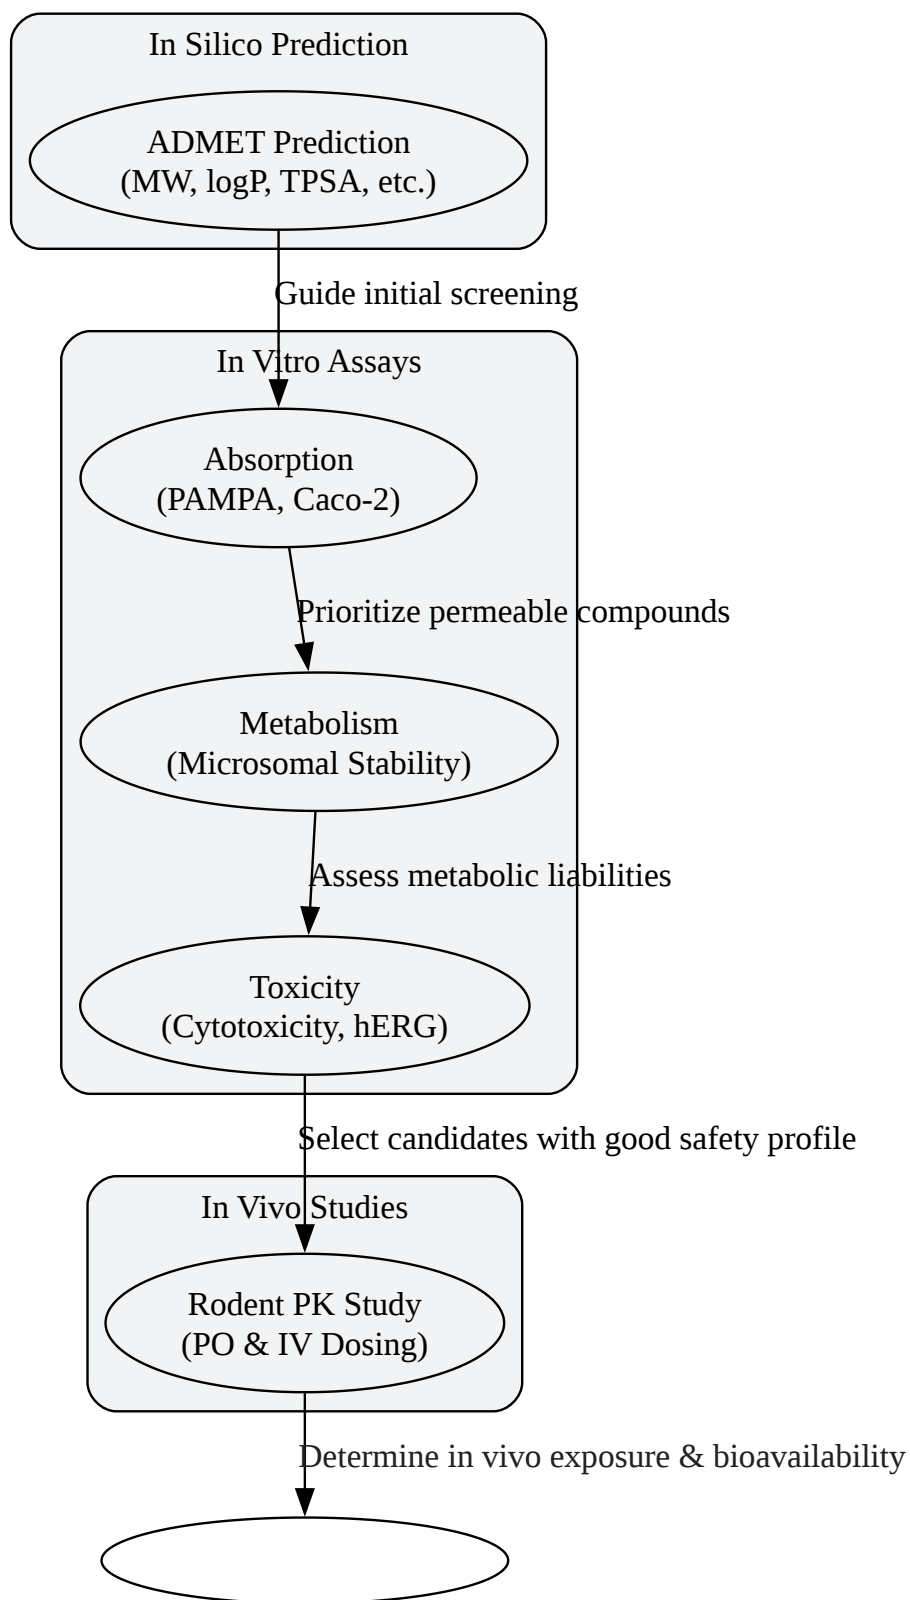 In Silico Prediction
ADMET Prediction
(MW, logP, TPSA, etc.)
Guide initial screening
In Vitro Assays
Absorption
(PAMPA, Caco-2)
Prioritize permeable compounds
Metabolism
(Microsomal Stability)
Assess metabolic liabilities
Toxicity
(Cytotoxicity, hERG)
Select candidates with good safety profile
In Vivo Studies
Rodent PK Study
(PO & IV Dosing)
Determine in vivo exposure & bioavailability